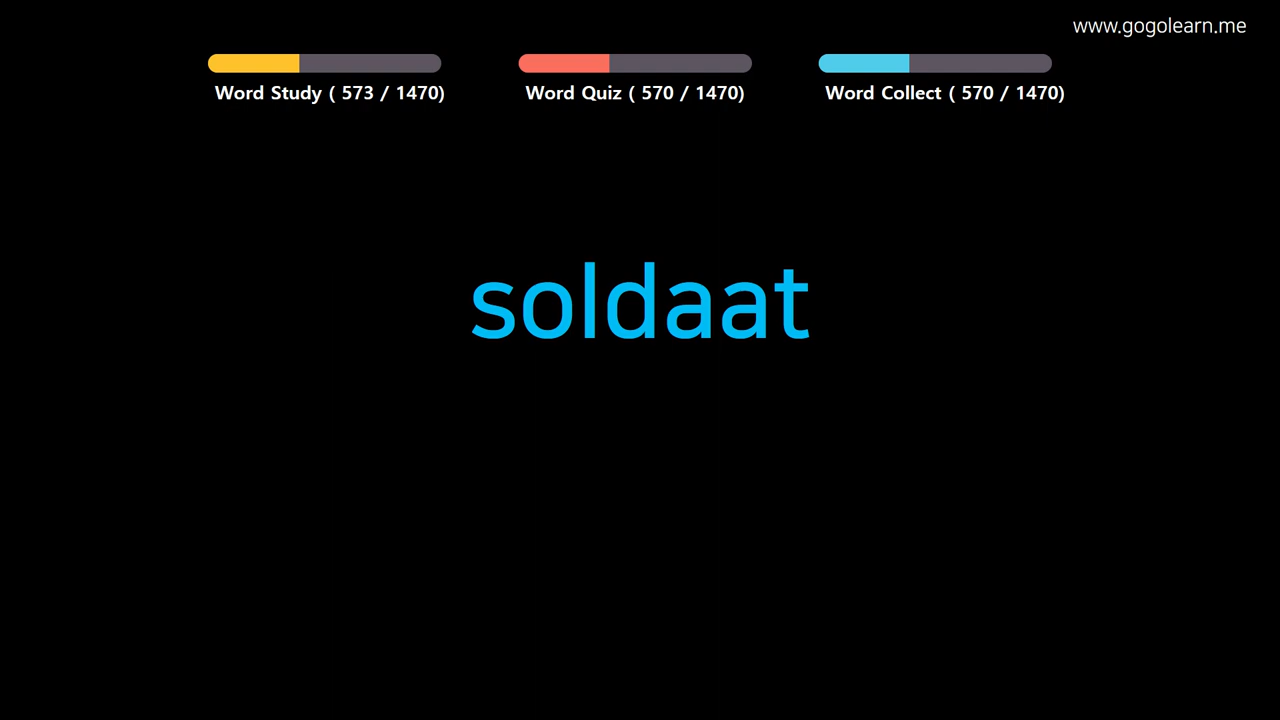 www.gogolearn.me
Word Study ( 573 / 1470)
Word Quiz ( 570 / 1470)
Word Collect ( 570 / 1470)
soldaat